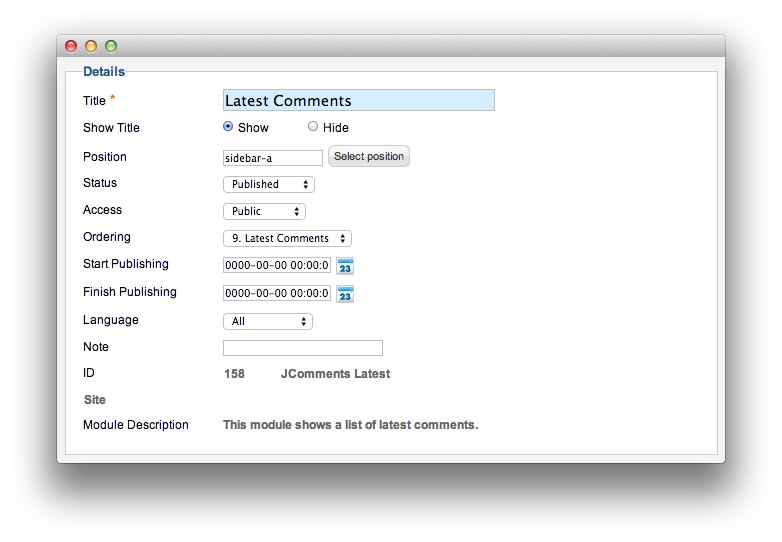 Details
Title * Latest Comments
Show Title Show Hide
Position sidebar-a Select position
Status Published
Access Public
Ordering 9. Latest Comments
Start Publishing 0000-00-00 00:00:0 23
Finish Publishing 0000-00-00 00:00:0 23
Language All
Note
ID 158 JComments Latest
Site
Module Description This module shows a list of latest comments.